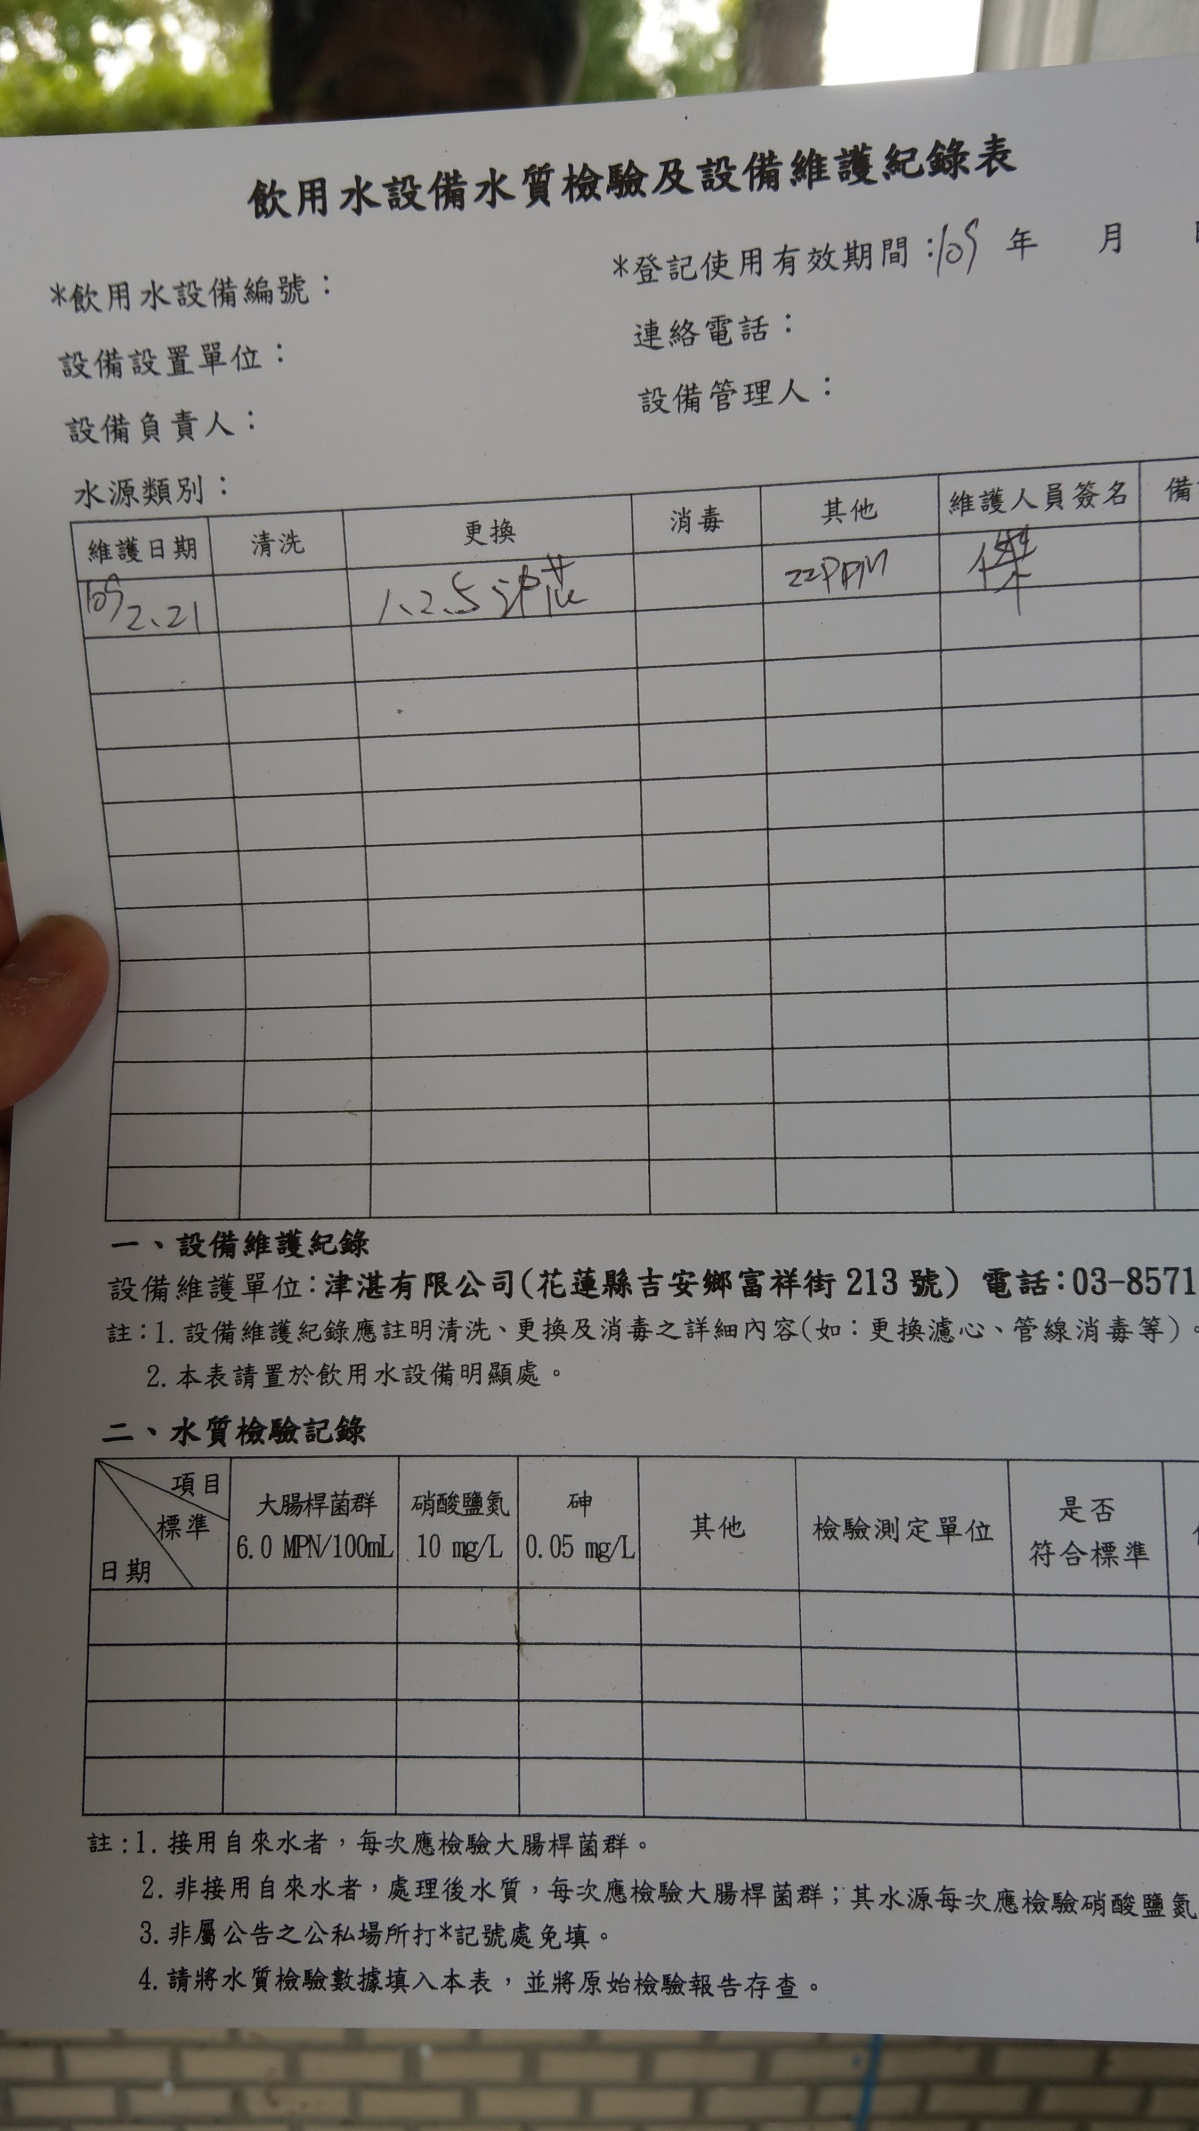 飲用水設備水質檢驗及設備維護紀錄表
*飲用水設備編號：
*登記使用有效期間：109 年 月
設備設置單位：
連絡電話：
設備負責人：
設備管理人：
水源類別：
維護日期 清洗 更換 消毒 其他 維護人員簽名 備
109 2、21 1、2、5 22PPM 傑
一、設備維護紀錄
設備維護單位：津湛有限公司(花蓮縣吉安鄉富祥街 213 號) 電話：03-8571
註：1. 設備維護紀錄應註明清洗、更換及消毒之詳細內容(如：更換濾心、管線消毒等)。
2. 本表請置於飲用水設備明顯處。
二、水質檢驗記錄
項目 標準 日期
大腸桿菌群 6.0 MPN/100mL
硝酸鹽氮 10 mg/L
砷 0.05 mg/L
其他
檢驗測定單位
是否符合標準
註：1. 接用自來水者，每次應檢驗大腸桿菌群。
2. 非接用自來水者，處理後水質，每次應檢驗大腸桿菌群；其水源每次應檢驗硝酸鹽氮
3. 非屬公告之公私場所打*記號處免填。
4. 請將水質檢驗數據填入本表，並將原始檢驗報告存查。